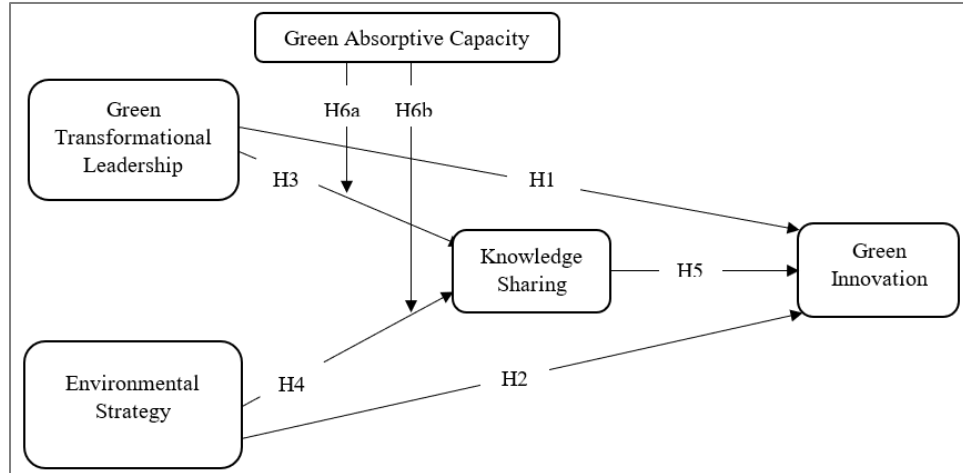 Green Absorptive Capacity
H6a
H6b
Green
Transformational
Leadership
H3
H1
Knowledge
Sharing
H5
Green
Innovation
Environmental
Strategy
H4
H2